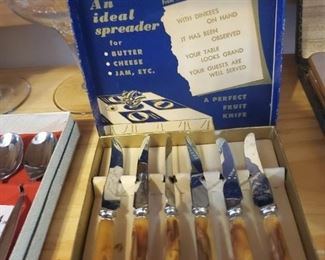 An
ideal
spreader
for
• BUTTER
• CHEESE
• JAM, ETC.
WITH DINKEES
ON HAND
IT HAS BEEN
OBSERVED
YOUR TABLE
LOOKS GRAND
YOUR GUESTS ARE
WELL SERVED
A PERFECT
FRUIT
KNIFE